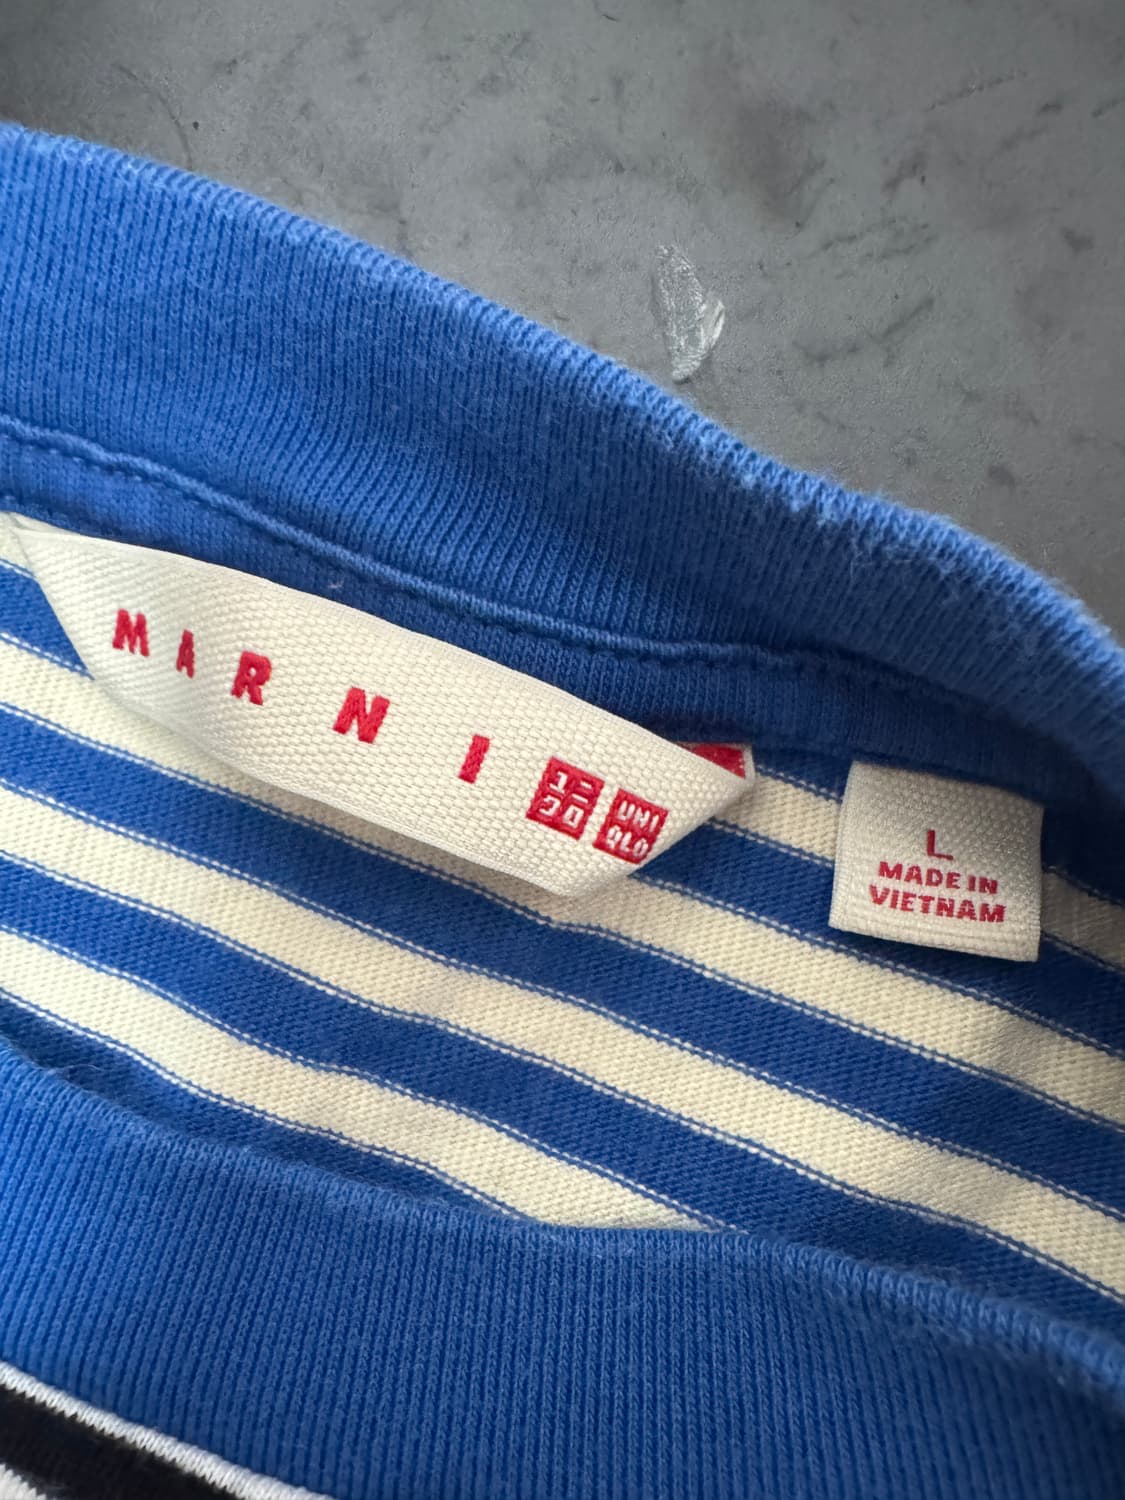 MARNI
ユニ
クロ
UNI
QLO
L
MADE IN
VIETNAM